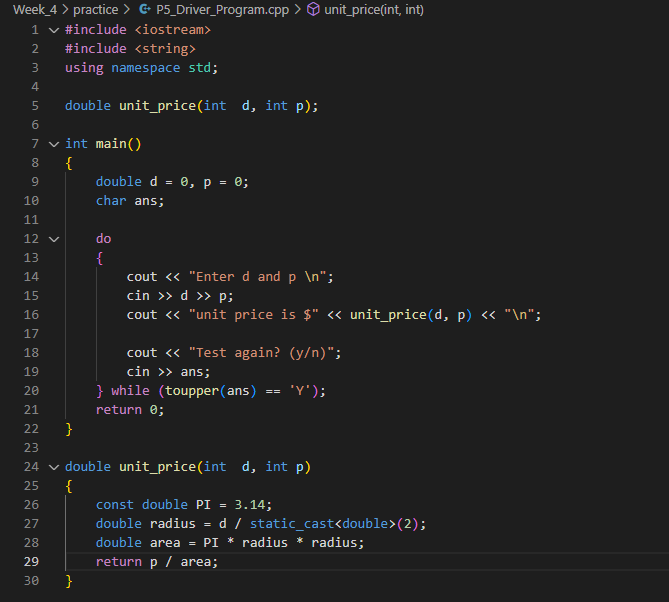 Week_4 > practice > P5_Driver_Program.cpp > unit_price(int, int)
1 #include <iostream>
2 #include <string>
3 using namespace std;
4
5 double unit_price(int  d, int p);
6
7 int main()
8 {
9     double d = 0, p = 0;
10     char ans;
11
12     do
13     {
14         cout << "Enter d and p \n";
15         cin >> d >> p;
16         cout << "unit price is $" << unit_price(d, p) << "\n";
17
18         cout << "Test again? (y/n)";
19         cin >> ans;
20     } while (toupper(ans) == 'Y');
21     return 0;
22 }
23
24 double unit_price(int  d, int p)
25 {
26     const double PI = 3.14;
27     double radius = d / static_cast<double>(2);
28     double area = PI * radius * radius;
29     return p / area;
30 }